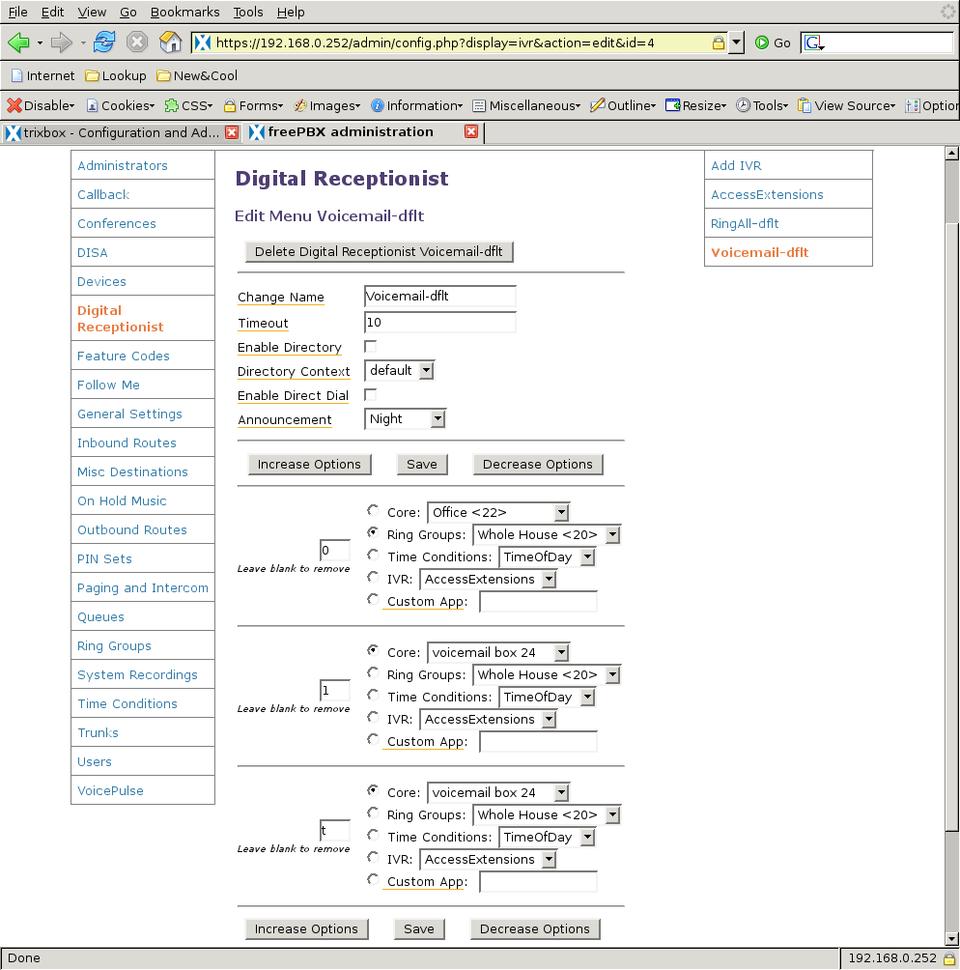 File Edit View Go Bookmarks Tools Help
https://192.168.0.252/admin/config.php?display=ivr&action=edit&id=4 Go G
Internet Lookup New&Cool
Disable Cookies CSS Forms Images Information Miscellaneous Outline Resize Tools View Source Option
trixbox - Configuration and Ad... freePBX administration
Administrators
Callback
Conferences
DISA
Devices
Digital
Receptionist
Feature Codes
Follow Me
General Settings
Inbound Routes
Misc Destinations
On Hold Music
Outbound Routes
PIN Sets
Paging and Intercom
Queues
Ring Groups
System Recordings
Time Conditions
Trunks
Users
VoicePulse
Digital Receptionist
Edit Menu Voicemail-dflt
Delete Digital Receptionist Voicemail-dflt
Change Name Voicemail-dflt
Timeout 10
Enable Directory
Directory Context default
Enable Direct Dial
Announcement Night
Increase Options Save Decrease Options
Core: Office <22>
Ring Groups: Whole House <20>
0
Time Conditions: TimeOfDay
Leave blank to remove
IVR: AccessExtensions
Custom App:
Core: voicemail box 24
Ring Groups: Whole House <20>
1
Time Conditions: TimeOfDay
Leave blank to remove
IVR: AccessExtensions
Custom App:
Core: voicemail box 24
Ring Groups: Whole House <20>
t
Time Conditions: TimeOfDay
Leave blank to remove
IVR: AccessExtensions
Custom App:
Increase Options Save Decrease Options
Add IVR
AccessExtensions
RingAll-dflt
Voicemail-dflt
Done 192.168.0.252